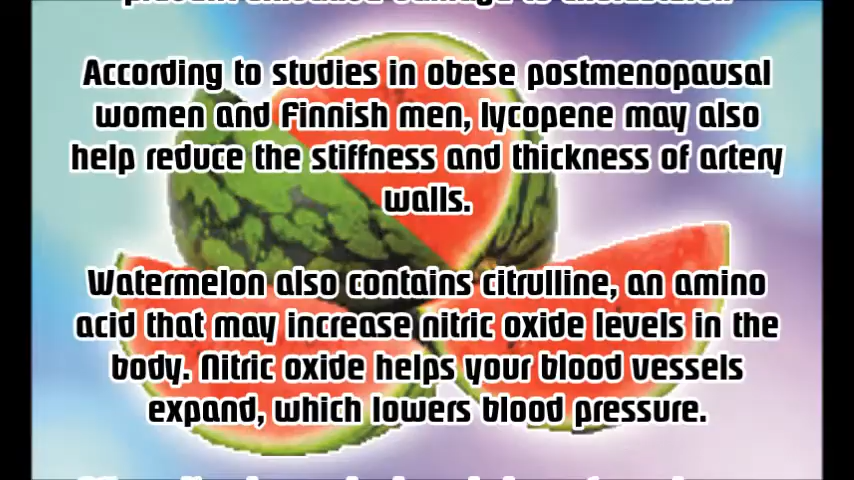 According to studies in obese postmenopausal
women and Finnish men, lycopene may also
help reduce the stiffness and thickness of artery
walls.
Watermelon also contains citrulline, an amino
acid that may increase nitric oxide levels in the
body. Nitric oxide helps your blood vessels
expand, which lowers blood pressure.